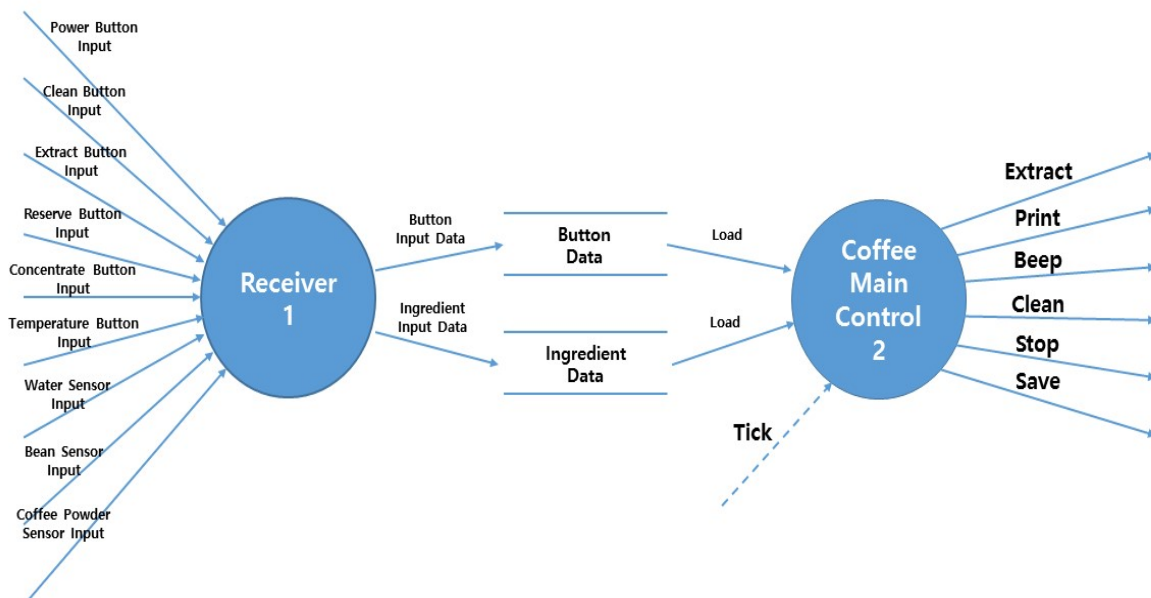 Power Button
Input
Clean Button
Input
Extract Button
Input
Reserve Button
Input
Concentrate Button
Input
Temperature Button
Input
Water Sensor
Input
Bean Sensor
Input
Coffee Powder
Sensor Input
Receiver
1
Button
Input Data
Ingredient
Input Data
Button
Data
Ingredient
Data
Load
Load
Tick
Coffee
Main
Control
2
Extract
Print
Beep
Clean
Stop
Save